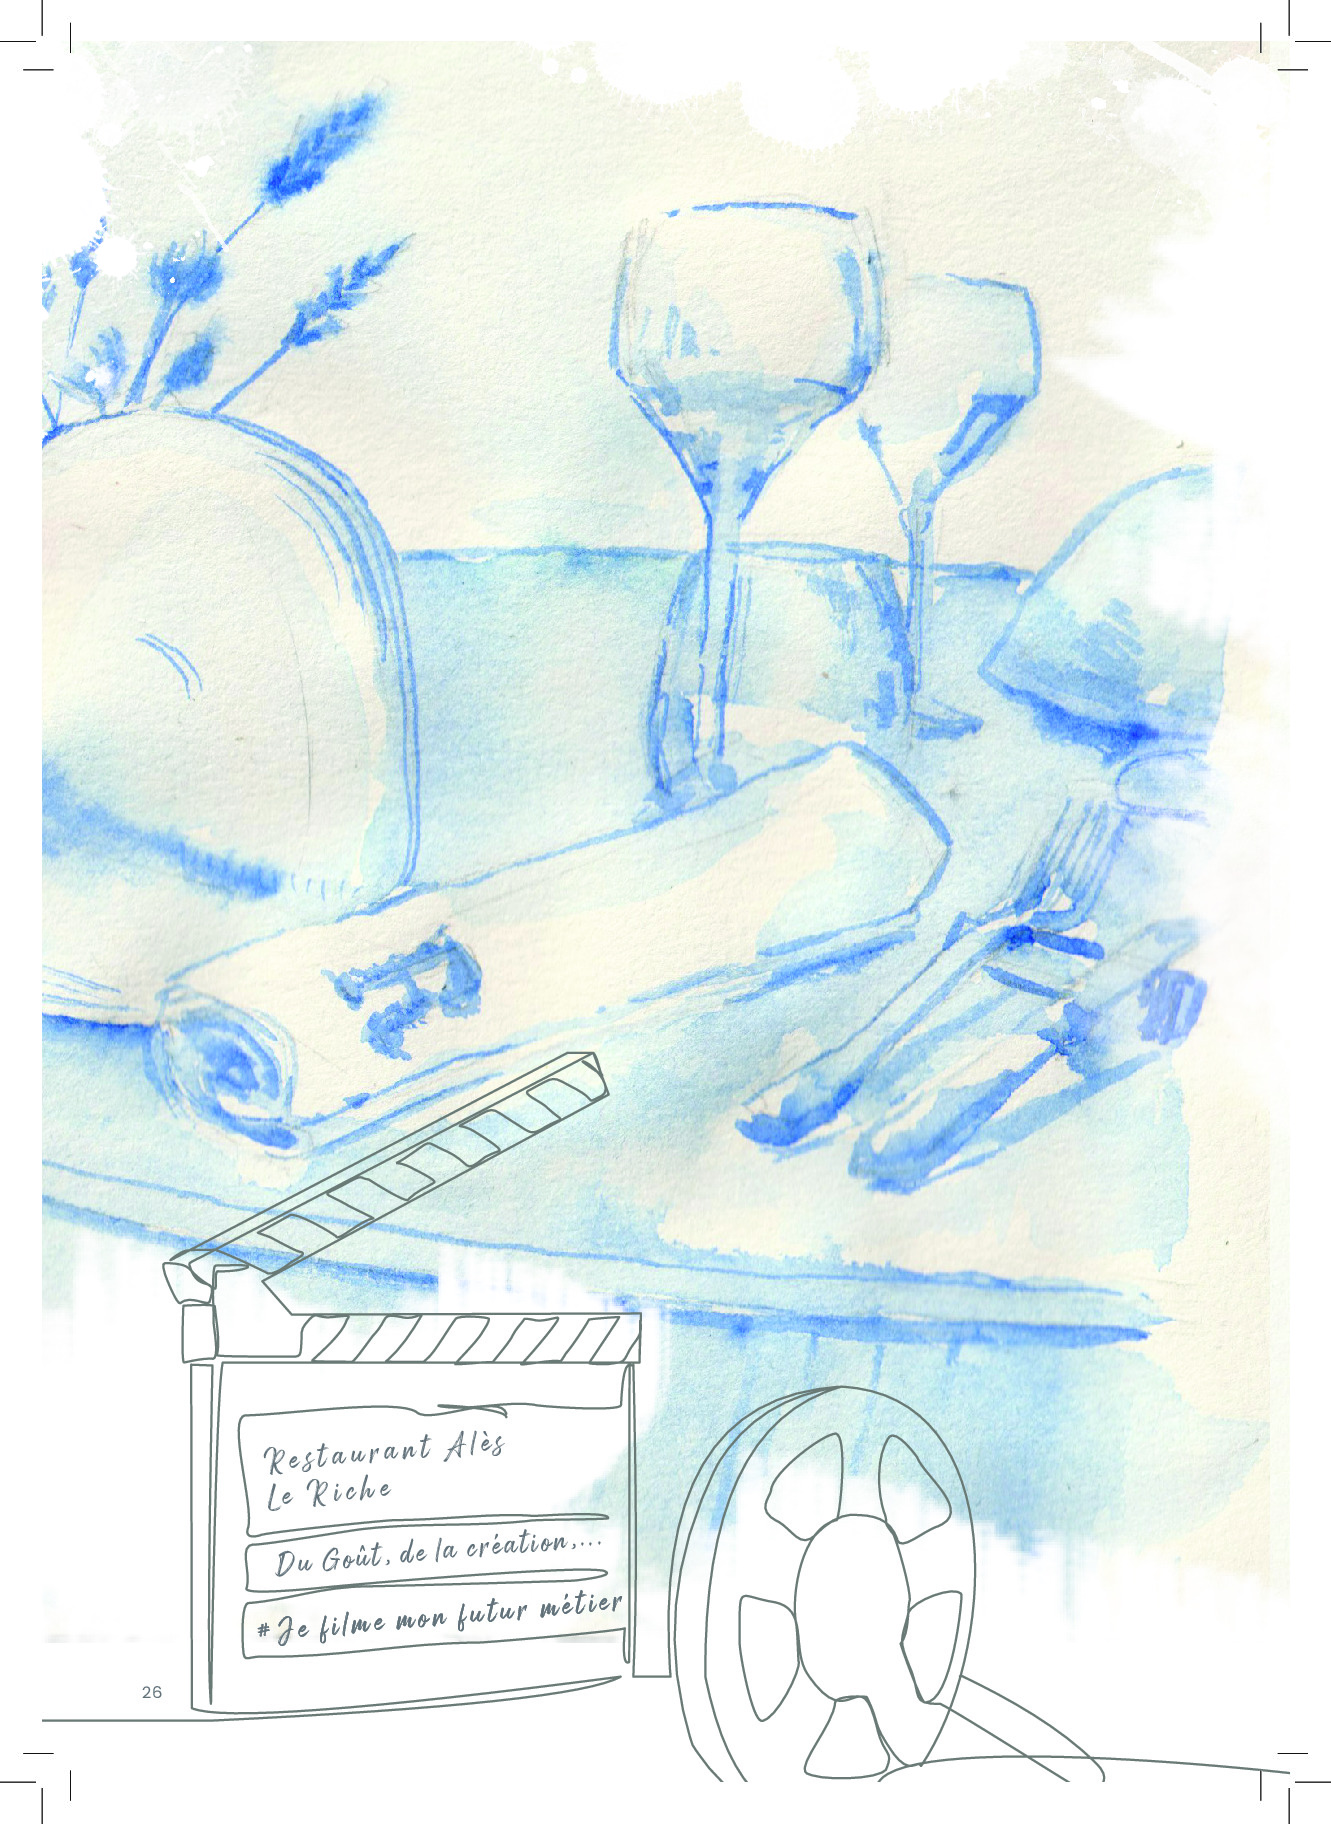 R
Restaurant Alès
Le Riche
Du Goût, de la création,...
# Je filme mon futur métier
26